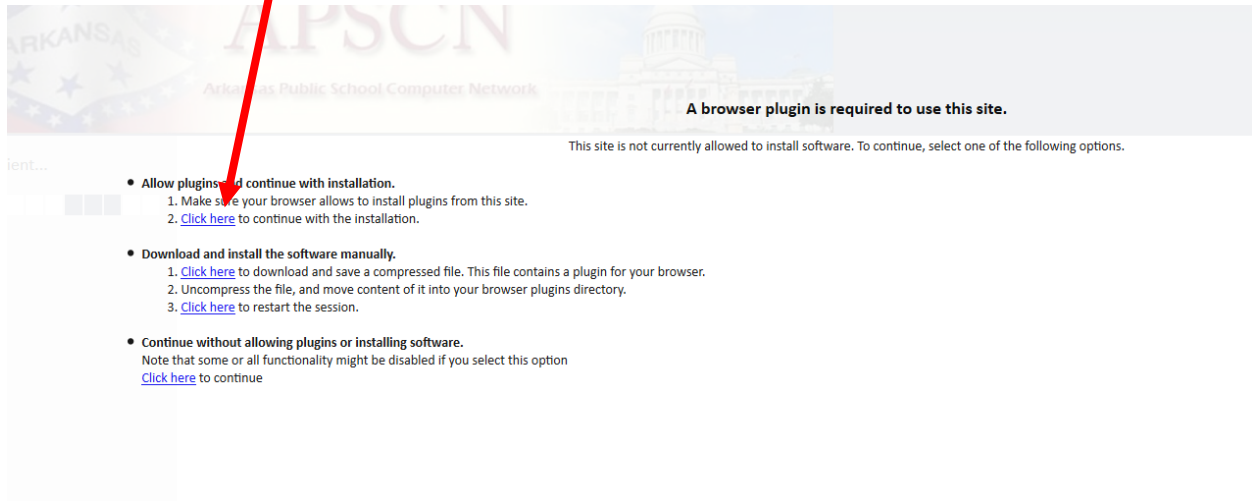 ARKANSAS
APSCN
Arkansas Public School Computer Network
A browser plugin is required to use this site.
This site is not currently allowed to install software. To continue, select one of the following options.
ient...
• Allow plugins and continue with installation.
1. Make sure your browser allows to install plugins from this site.
2. Click here to continue with the installation.
• Download and install the software manually.
1. Click here to download and save a compressed file. This file contains a plugin for your browser.
2. Uncompress the file, and move content of it into your browser plugins directory.
3. Click here to restart the session.
• Continue without allowing plugins or installing software.
Note that some or all functionality might be disabled if you select this option
Click here to continue